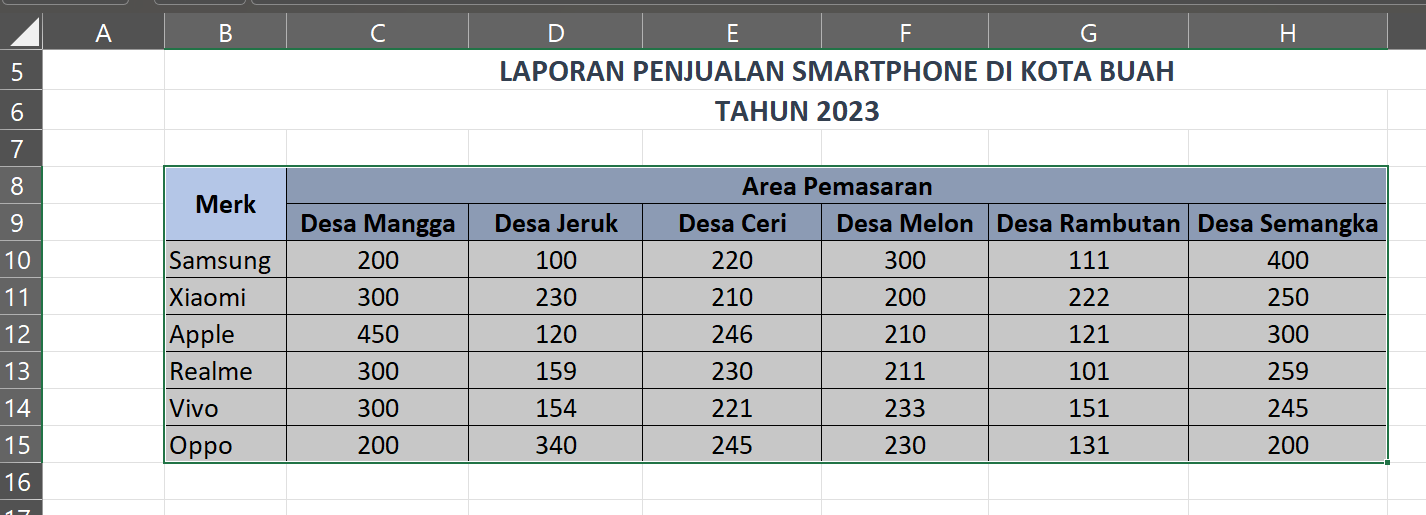 A B C D E F G H
5 LAPORAN PENJUALAN SMARTPHONE DI KOTA BUAH
6 TAHUN 2023
7
8 Merk Area Pemasaran
9 Desa Mangga Desa Jeruk Desa Ceri Desa Melon Desa Rambutan Desa Semangka
10 Samsung 200 100 220 300 111 400
11 Xiaomi 300 230 210 200 222 250
12 Apple 450 120 246 210 121 300
13 Realme 300 159 230 211 101 259
14 Vivo 300 154 221 233 151 245
15 Oppo 200 340 245 230 131 200
16